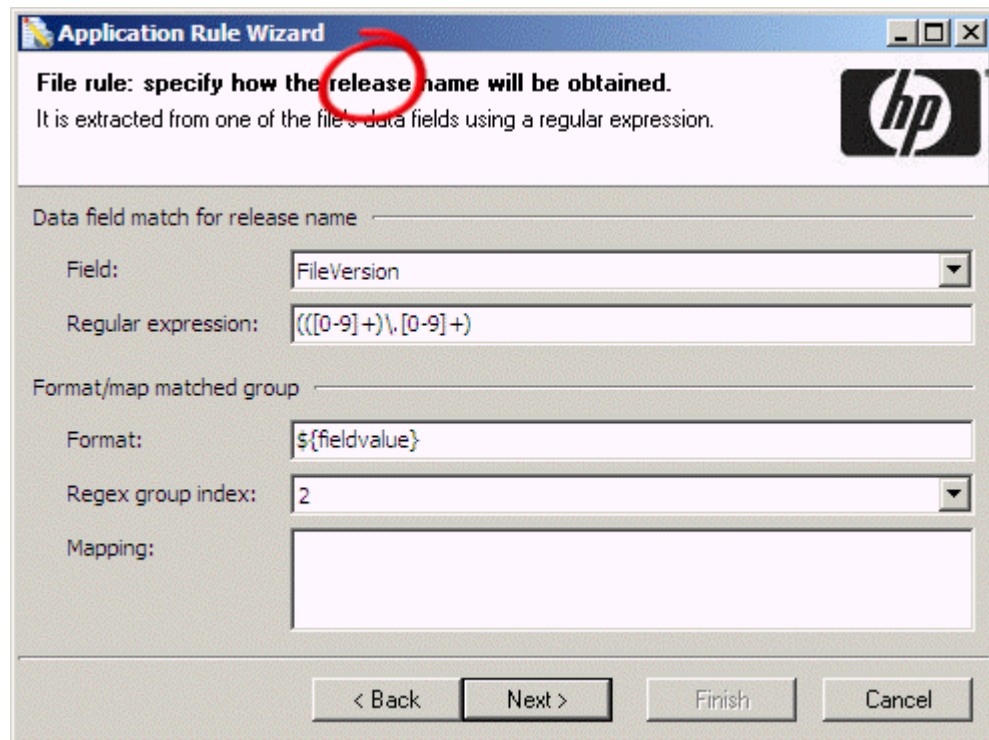 Application Rule Wizard
File rule: specify how the release name will be obtained.
It is extracted from one of the file's data fields using a regular expression.
hp
Data field match for release name
Field: FileVersion
Regular expression: (([0-9]+)\.[0-9]+)
Format/map matched group
Format: ${fieldvalue}
Regex group index: 2
Mapping:
< Back Next > Finish Cancel